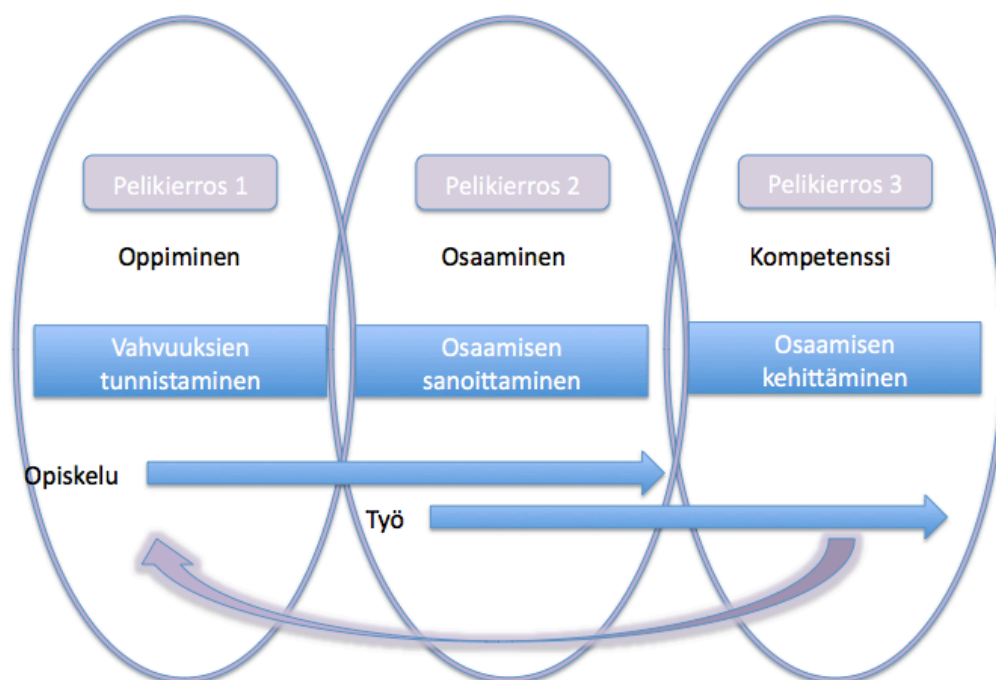 Pelikierros 1
Pelikierros 2
Pelikierros 3
Oppiminen
Osaaminen
Kompetenssi
Vahvuuksien
tunnistaminen
Osaamisen
sanoittaminen
Osaamisen
kehittäminen
Opiskelu
Työ